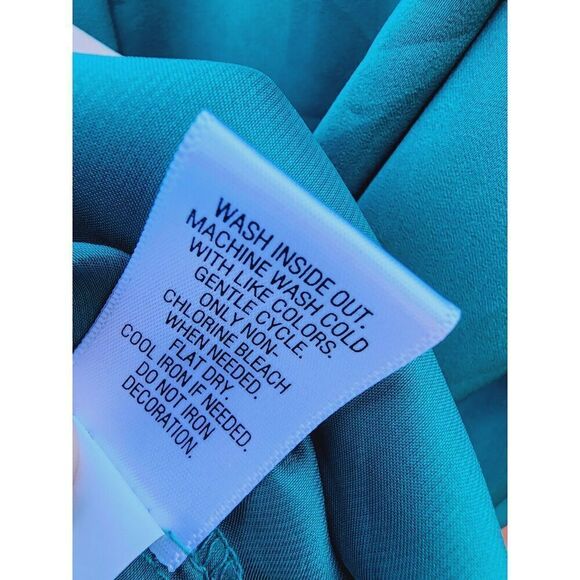 WASH INSIDE OUT.
MACHINE WASH COLD
WITH LIKE COLORS.
GENTLE CYCLE.
ONLY NON-
CHLORINE BLEACH
WHEN NEEDED.
FLAT DRY.
COOL IRON IF NEEDED.
DO NOT IRON
DECORATION.